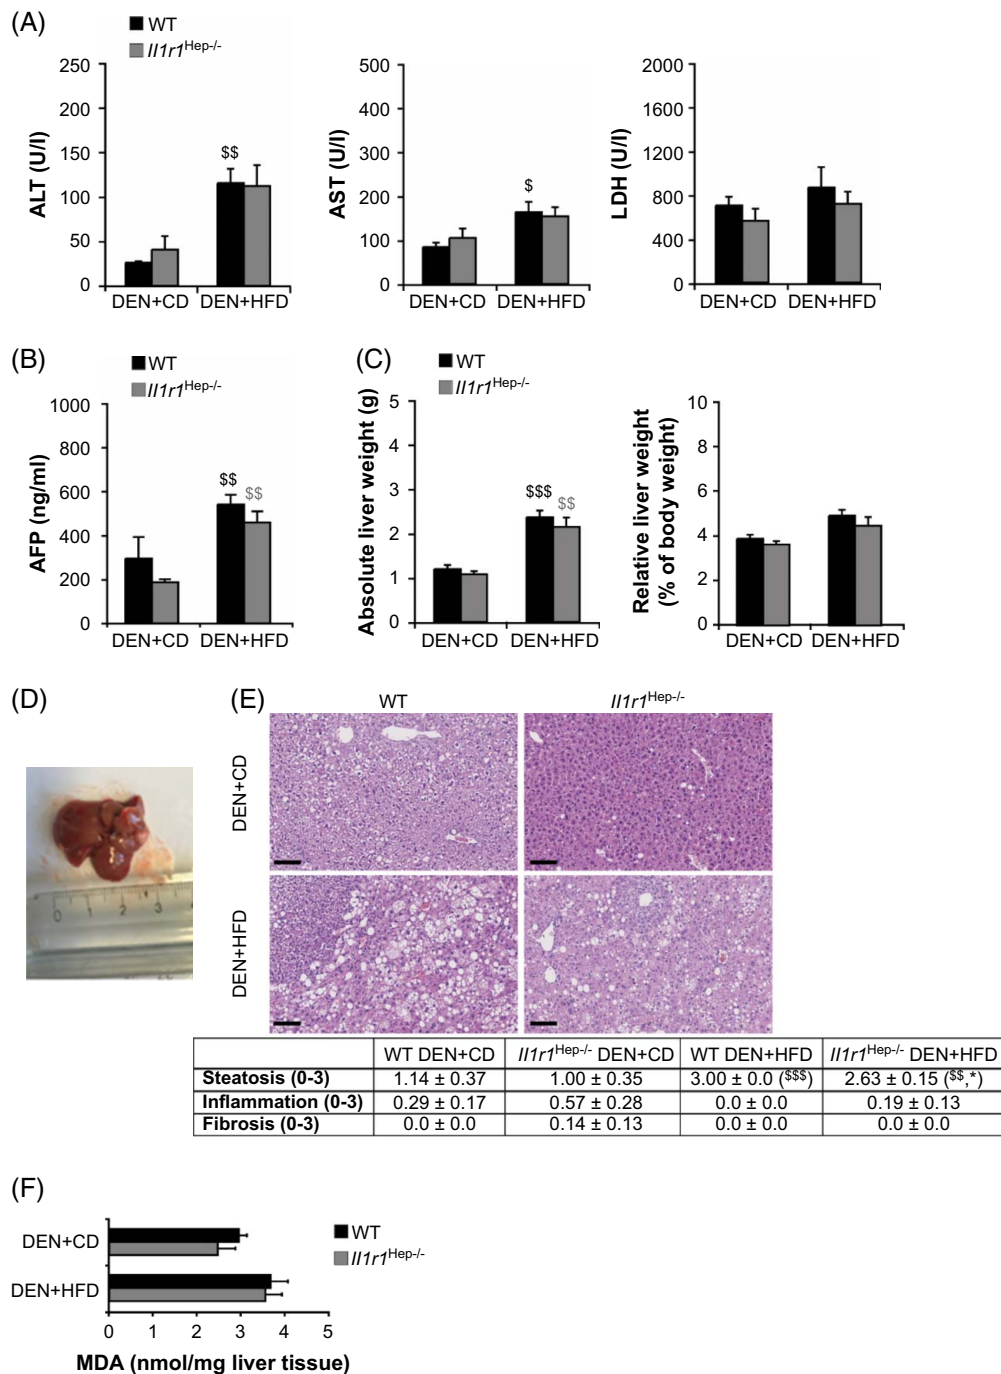 (A)
WT
Il1r1Hep-/-
ALT (U/l)
250
200
150
100
50
0
$$
DEN+CD DEN+HFD
AST (U/l)
500
400
300
200
100
0
$
DEN+CD DEN+HFD
LDH (U/l)
2000
1600
1200
800
400
0
DEN+CD DEN+HFD
(B)
WT
Il1r1Hep-/-
AFP (ng/ml)
1000
800
600
400
200
0
$$ $$
DEN+CD DEN+HFD
(C)
WT
Il1r1Hep-/-
Absolute liver weight (g)
5
4
3
2
1
0
$$$ $$
DEN+CD DEN+HFD
Relative liver weight
(% of body weight)
10
8
6
4
2
0
DEN+CD DEN+HFD
(D)
0 1 2 3
(E)
WT Il1r1Hep-/-
DEN+CD
DEN+HFD
WT DEN+CD Il1r1Hep-/- DEN+CD WT DEN+HFD Il1r1Hep-/- DEN+HFD
Steatosis (0-3) 1.14 ± 0.37 1.00 ± 0.35 3.00 ± 0.0 ($$$) 2.63 ± 0.15 ($$,*)
Inflammation (0-3) 0.29 ± 0.17 0.57 ± 0.28 0.0 ± 0.0 0.19 ± 0.13
Fibrosis (0-3) 0.0 ± 0.0 0.14 ± 0.13 0.0 ± 0.0 0.0 ± 0.0
(F)
DEN+CD
DEN+HFD
WT
Il1r1Hep-/-
0 1 2 3 4 5
MDA (nmol/mg liver tissue)